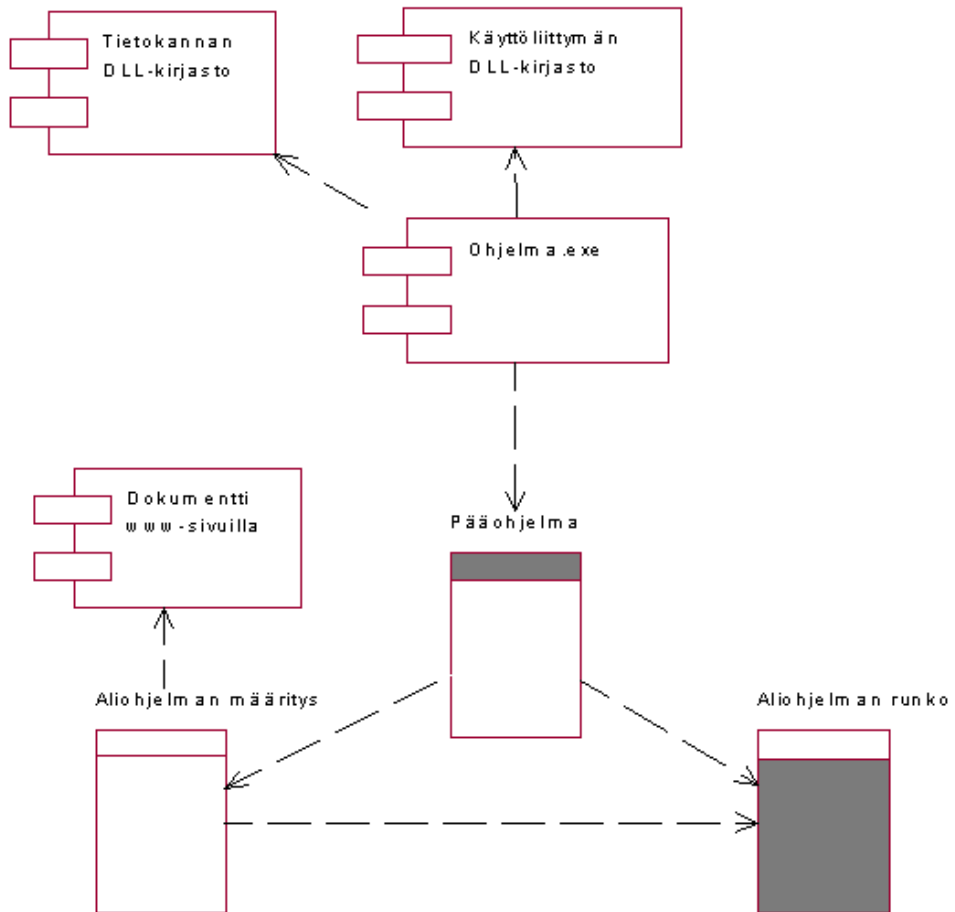 Tietokannan
DLL-kirjasto
Käyttöliittymän
DLL-kirjasto
Ohjelma.exe
Dokumentti
www-sivuilla
Pääohjelma
Aliohjelman määritys
Aliohjelman runko